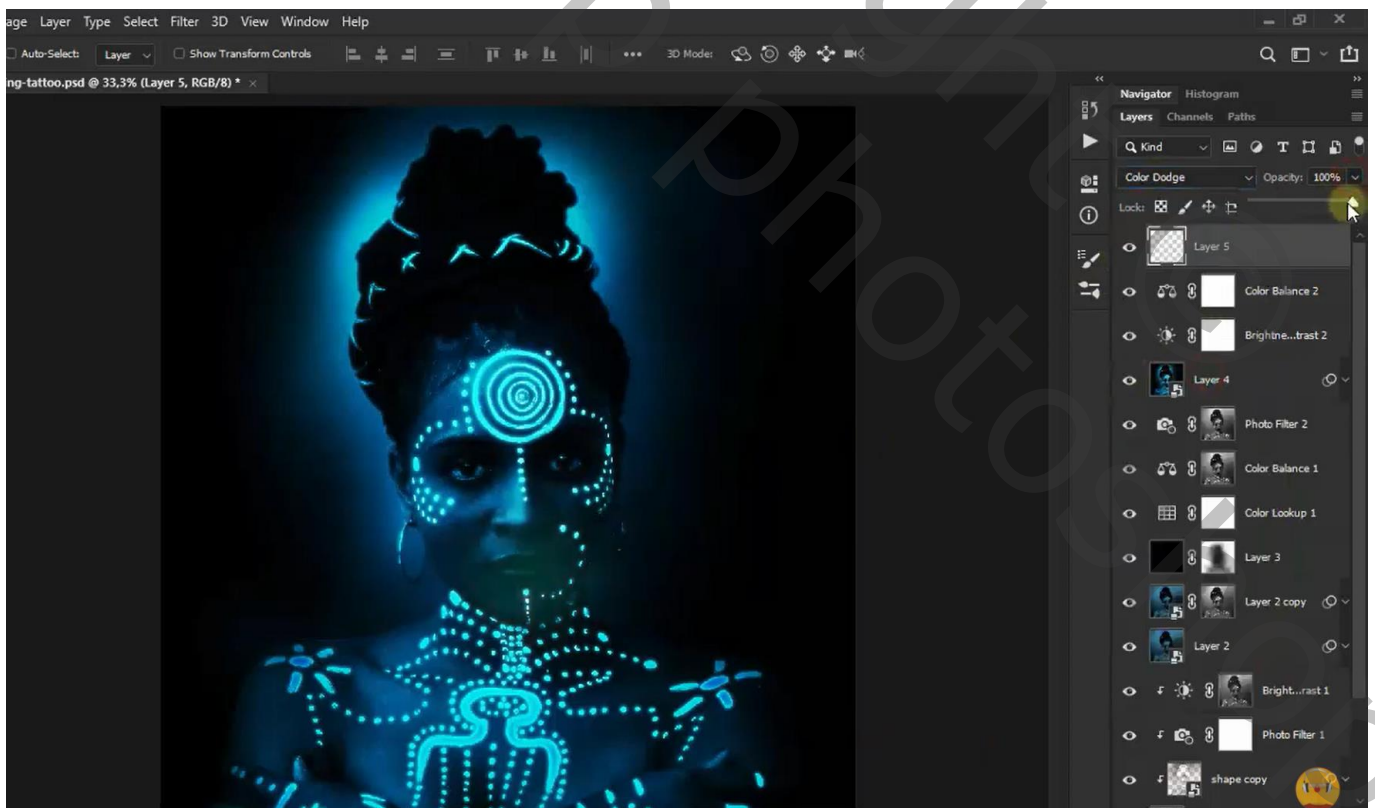 age Layer Type Select Filter 3D View Window Help
Auto-Select: Layer Show Transform Controls 3D Mode:
ng-tattoo.psd @ 33,3% (Layer 5, RGB/8) * ×
Navigator Histogram
Layers Channels Paths
Kind
Color Dodge Opacity: 100%
Lock:
Layer 5
Color Balance 2
Brightne...trast 2
Layer 4
Photo Filter 2
Color Balance 1
Color Lookup 1
Layer 3
Layer 2 copy
Layer 2
Bright...rast 1
Photo Filter 1
shape copy